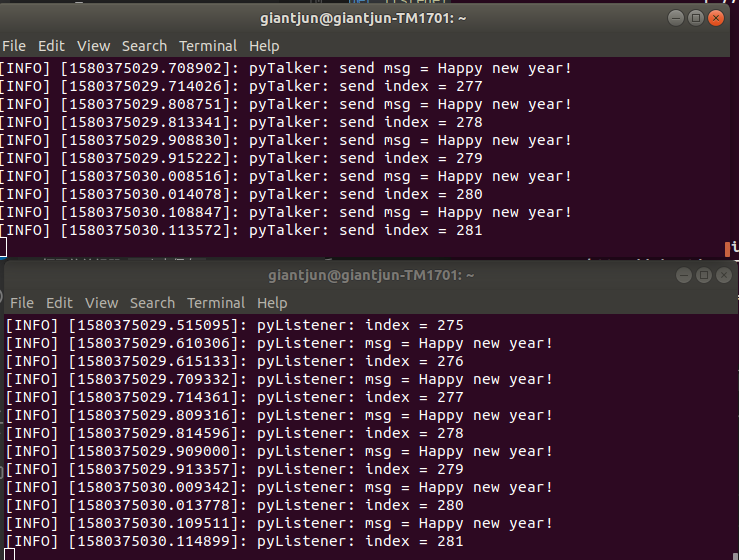 giantjun@giantjun-TM1701: ~
File Edit View Search Terminal Help
[INFO] [1580375029.708902]: pyTalker: send msg = Happy new year!
[INFO] [1580375029.714026]: pyTalker: send index = 277
[INFO] [1580375029.808751]: pyTalker: send msg = Happy new year!
[INFO] [1580375029.813341]: pyTalker: send index = 278
[INFO] [1580375029.908830]: pyTalker: send msg = Happy new year!
[INFO] [1580375029.915222]: pyTalker: send index = 279
[INFO] [1580375030.008516]: pyTalker: send msg = Happy new year!
[INFO] [1580375030.014078]: pyTalker: send index = 280
[INFO] [1580375030.108847]: pyTalker: send msg = Happy new year!
[INFO] [1580375030.113572]: pyTalker: send index = 281
giantjun@giantjun-TM1701: ~
File Edit View Search Terminal Help
[INFO] [1580375029.515095]: pyListener: index = 275
[INFO] [1580375029.610306]: pyListener: msg = Happy new year!
[INFO] [1580375029.615133]: pyListener: index = 276
[INFO] [1580375029.709332]: pyListener: msg = Happy new year!
[INFO] [1580375029.714361]: pyListener: index = 277
[INFO] [1580375029.809316]: pyListener: msg = Happy new year!
[INFO] [1580375029.814596]: pyListener: index = 278
[INFO] [1580375029.909000]: pyListener: msg = Happy new year!
[INFO] [1580375029.913357]: pyListener: index = 279
[INFO] [1580375030.009342]: pyListener: msg = Happy new year!
[INFO] [1580375030.013778]: pyListener: index = 280
[INFO] [1580375030.109511]: pyListener: msg = Happy new year!
[INFO] [1580375030.114899]: pyListener: index = 281